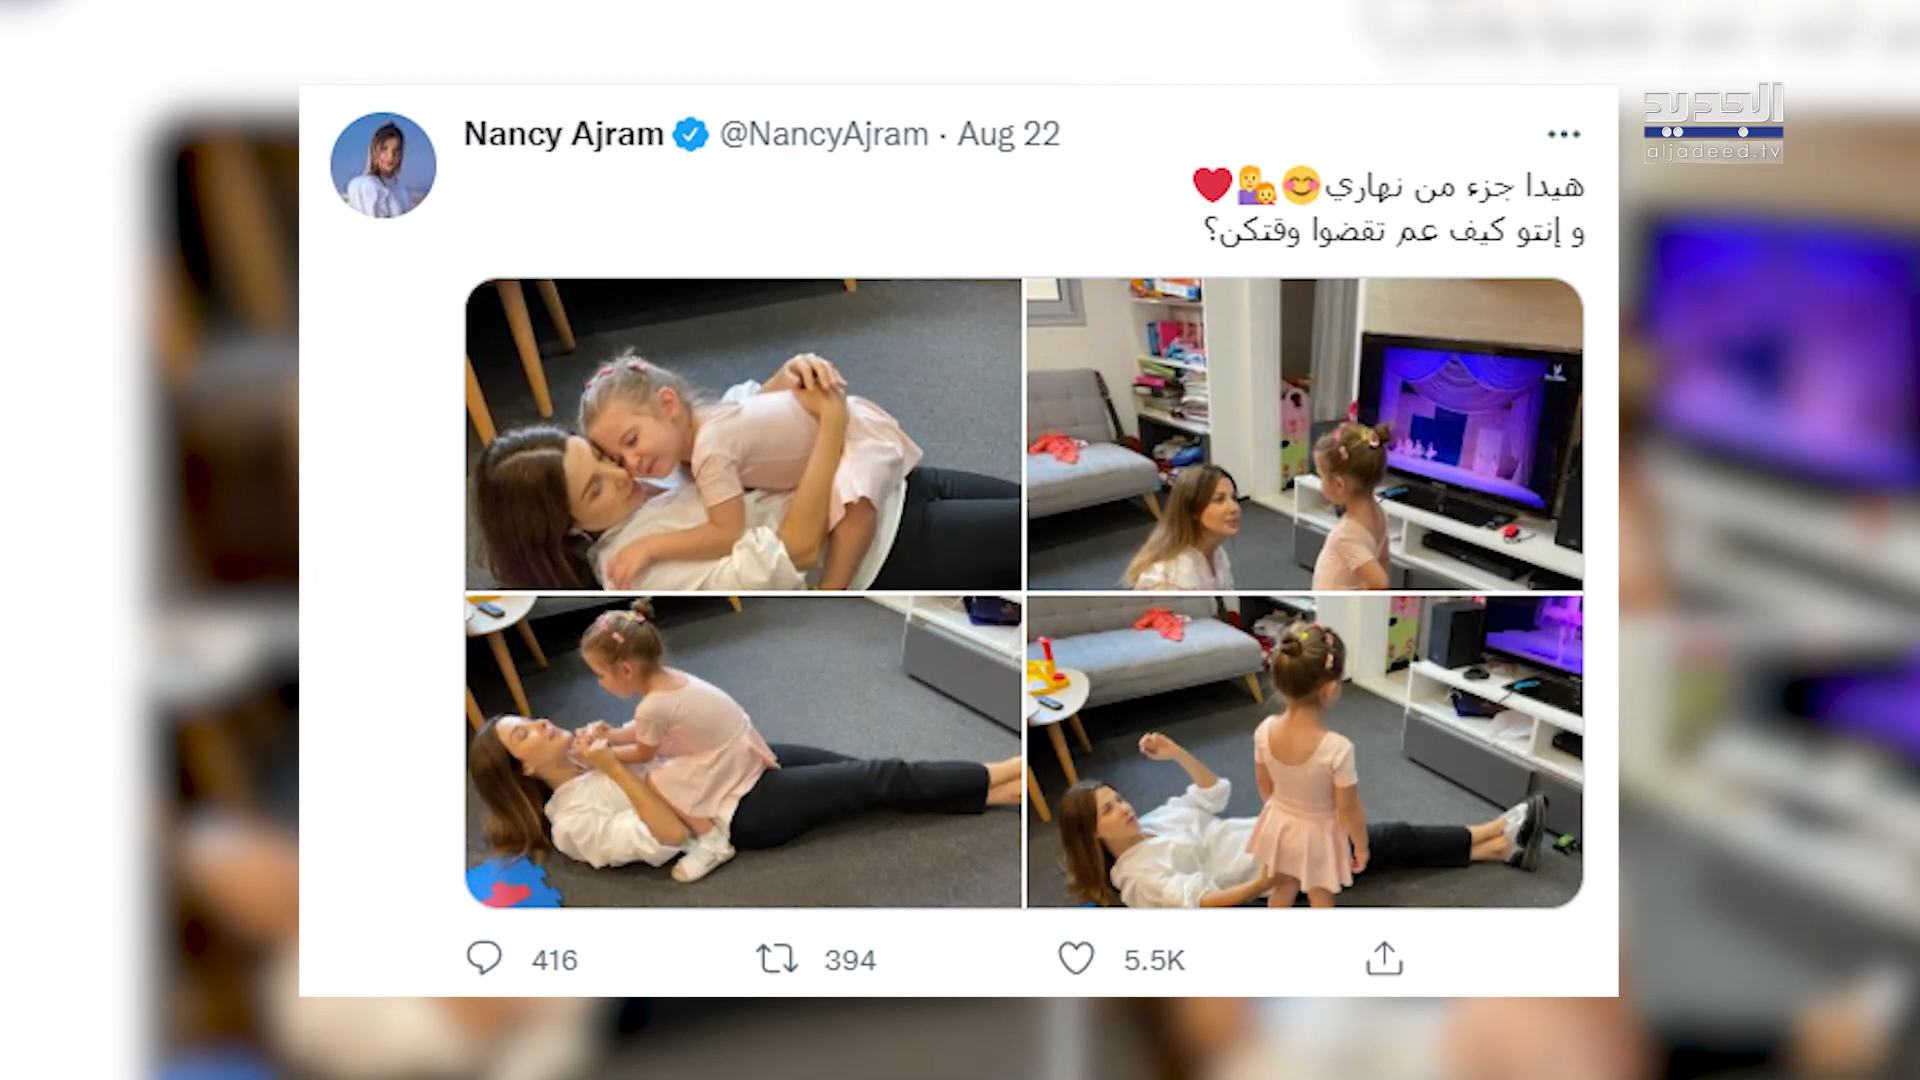 الجديد
aljadeed.tv
Nancy Ajram @NancyAjram · Aug 22
هيدا جزء من نهاري😊💁‍👧❤️
و إنتو كيف عم تقضوا وقتكن؟
416 394 5.5K